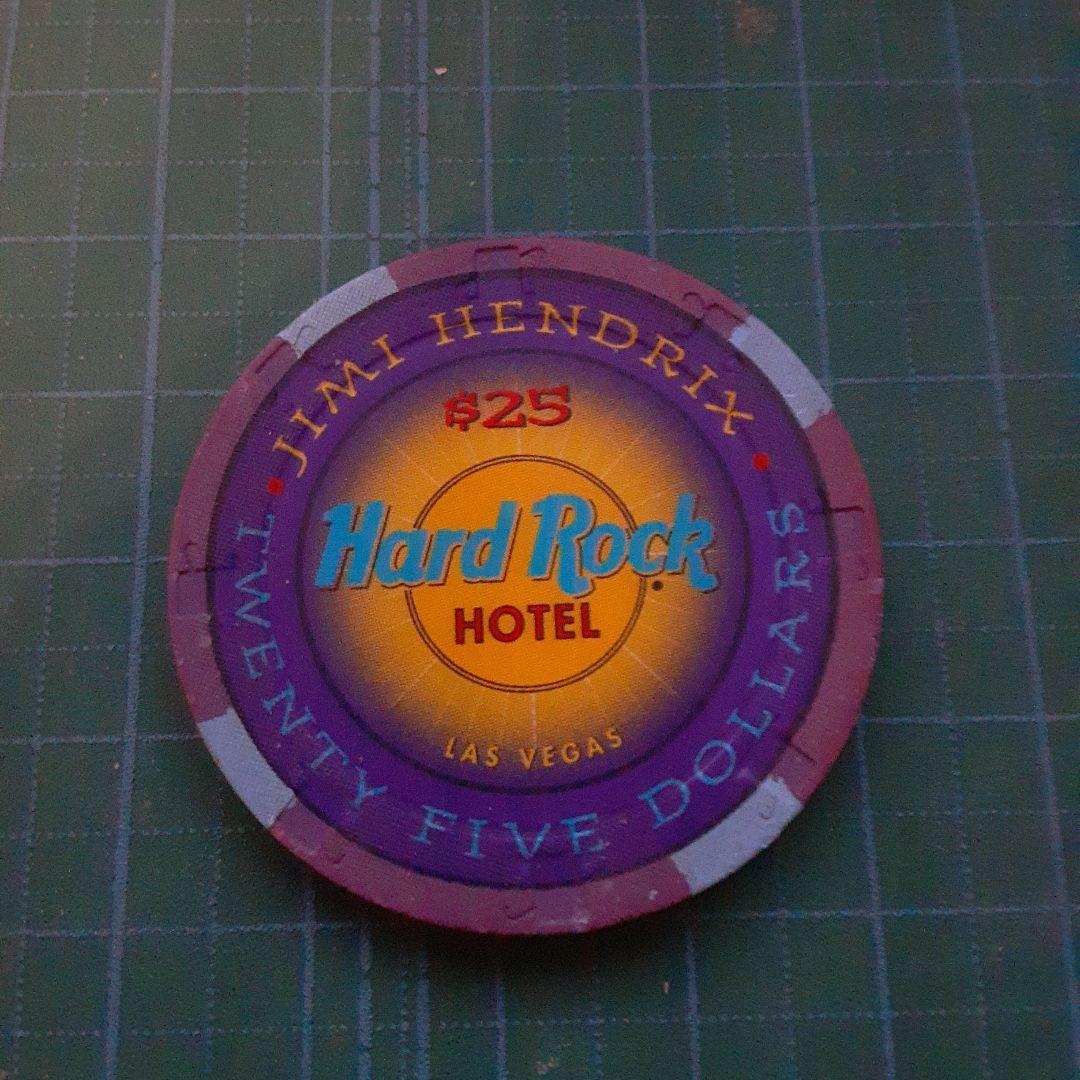 JIMI HENDRIX
$25
Hard Rock
HOTEL
LAS VEGAS
TWENTY FIVE DOLLARS